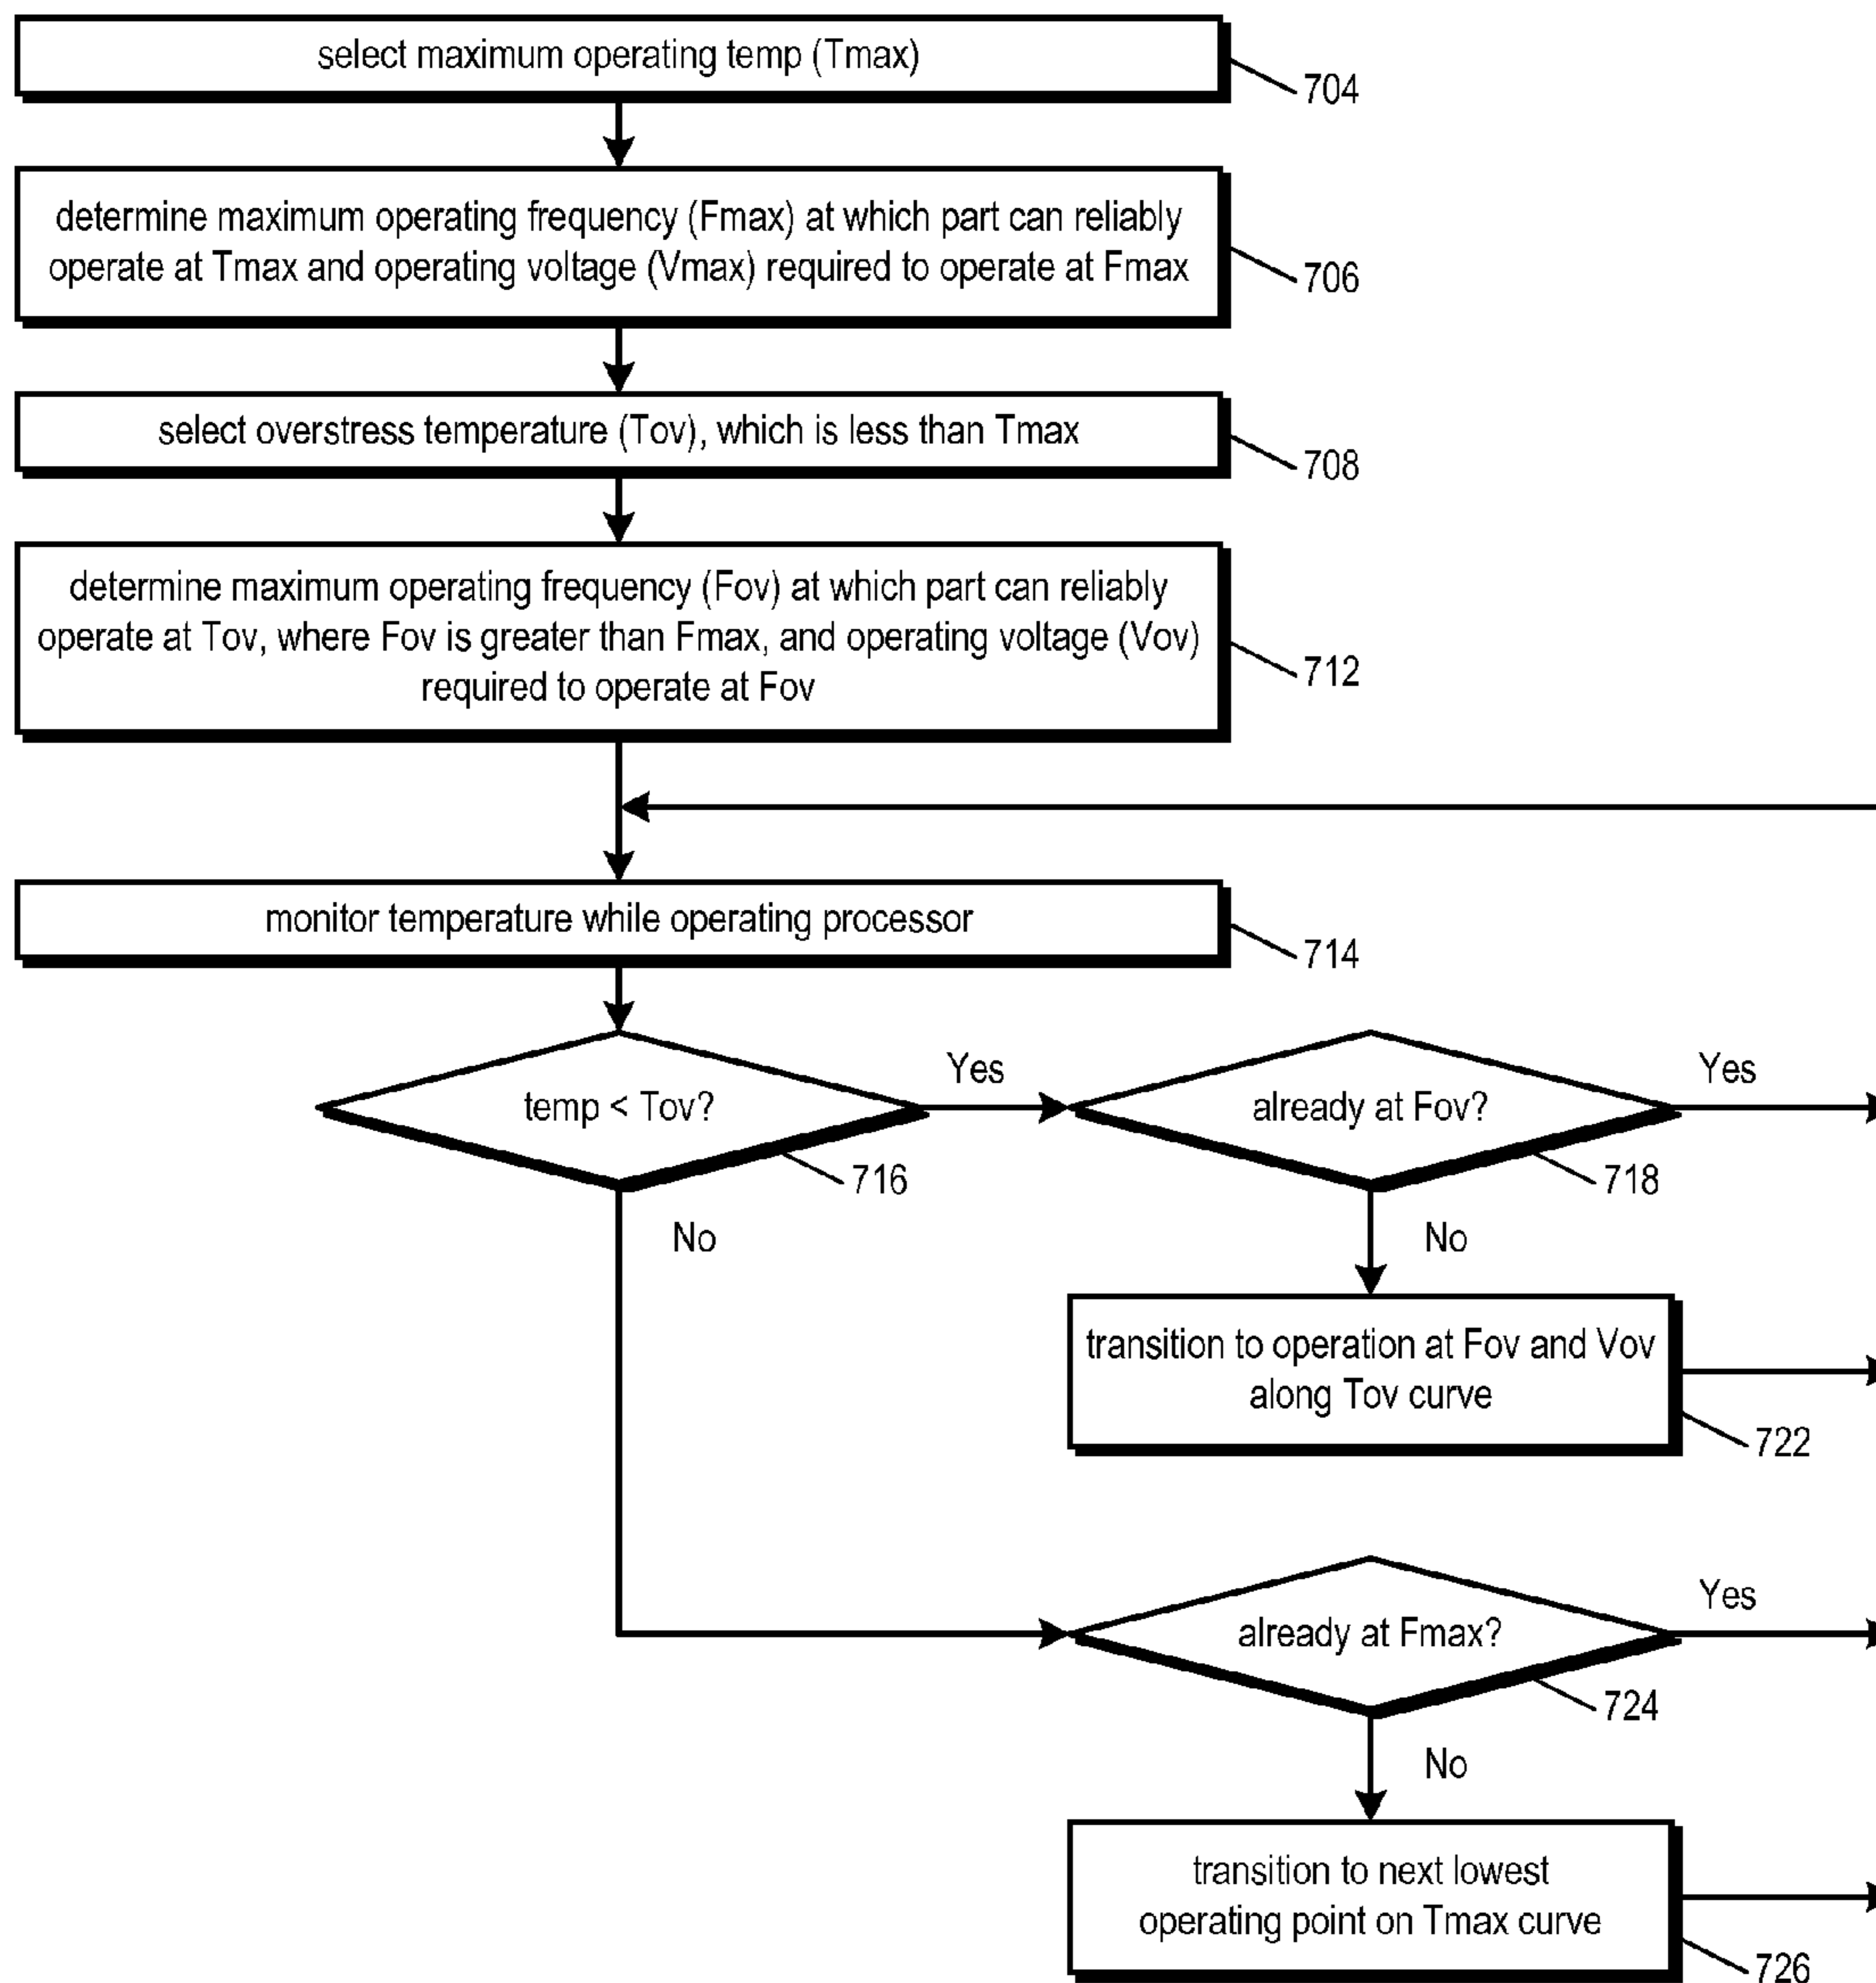 select maximum operating temp (Tmax)
704
determine maximum operating frequency (Fmax) at which part can reliably
operate at Tmax and operating voltage (Vmax) required to operate at Fmax
706
select overstress temperature (Tov), which is less than Tmax
708
determine maximum operating frequency (Fov) at which part can reliably
operate at Tov, where Fov is greater than Fmax, and operating voltage (Vov)
required to operate at Fov
712
monitor temperature while operating processor
714
temp < Tov?
Yes
716
No
already at Fov?
Yes
718
No
transition to operation at Fov and Vov
along Tov curve
722
already at Fmax?
Yes
724
No
transition to next lowest
operating point on Tmax curve
726